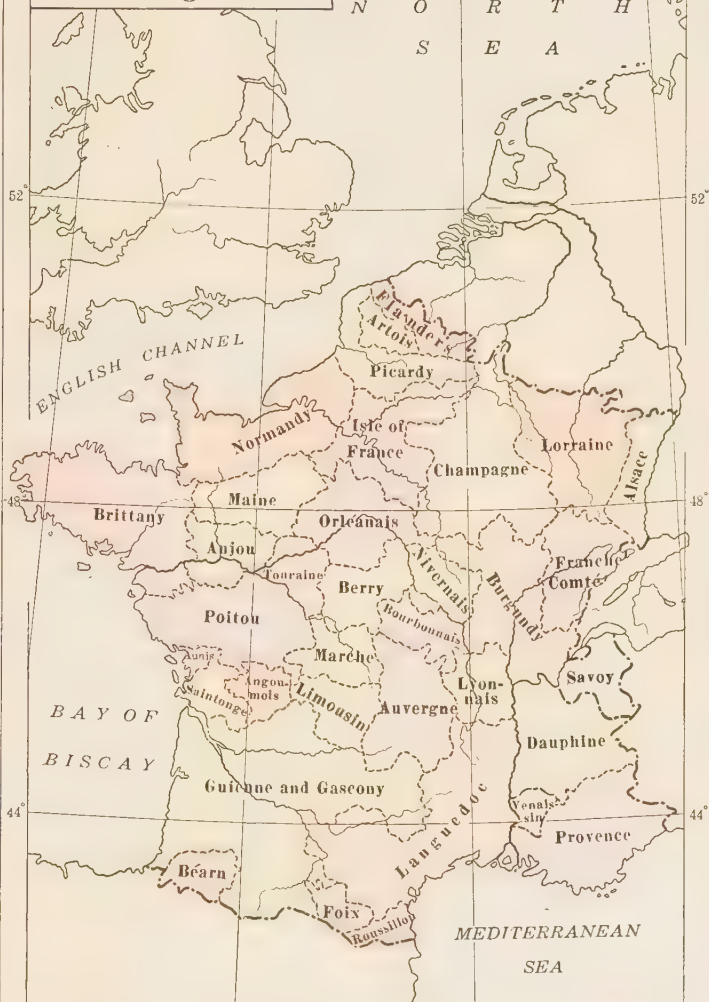 NORTH
SEA
52°
52°
ENGLISH CHANNEL
Flanders
Artois
Picardy
Normandy
Isle of
France
Champagne
Lorraine
Alsace
48°
48°
Brittany
Maine
Orleanais
Anjou
Touraine
Berry
Nivernais
Burgundy
Franche
Comté
Poitou
Bourbonnais
Aunis
Marche
Saintonge
Angou-
mois
Limousin
Auvergne
Lyon-
nais
Savoy
BAY OF
BISCAY
Dauphine
Guienne and Gascony
Venais-
sin
44°
44°
Languedoc
Provence
Béarn
Foix
Roussillon
MEDITERRANEAN
SEA